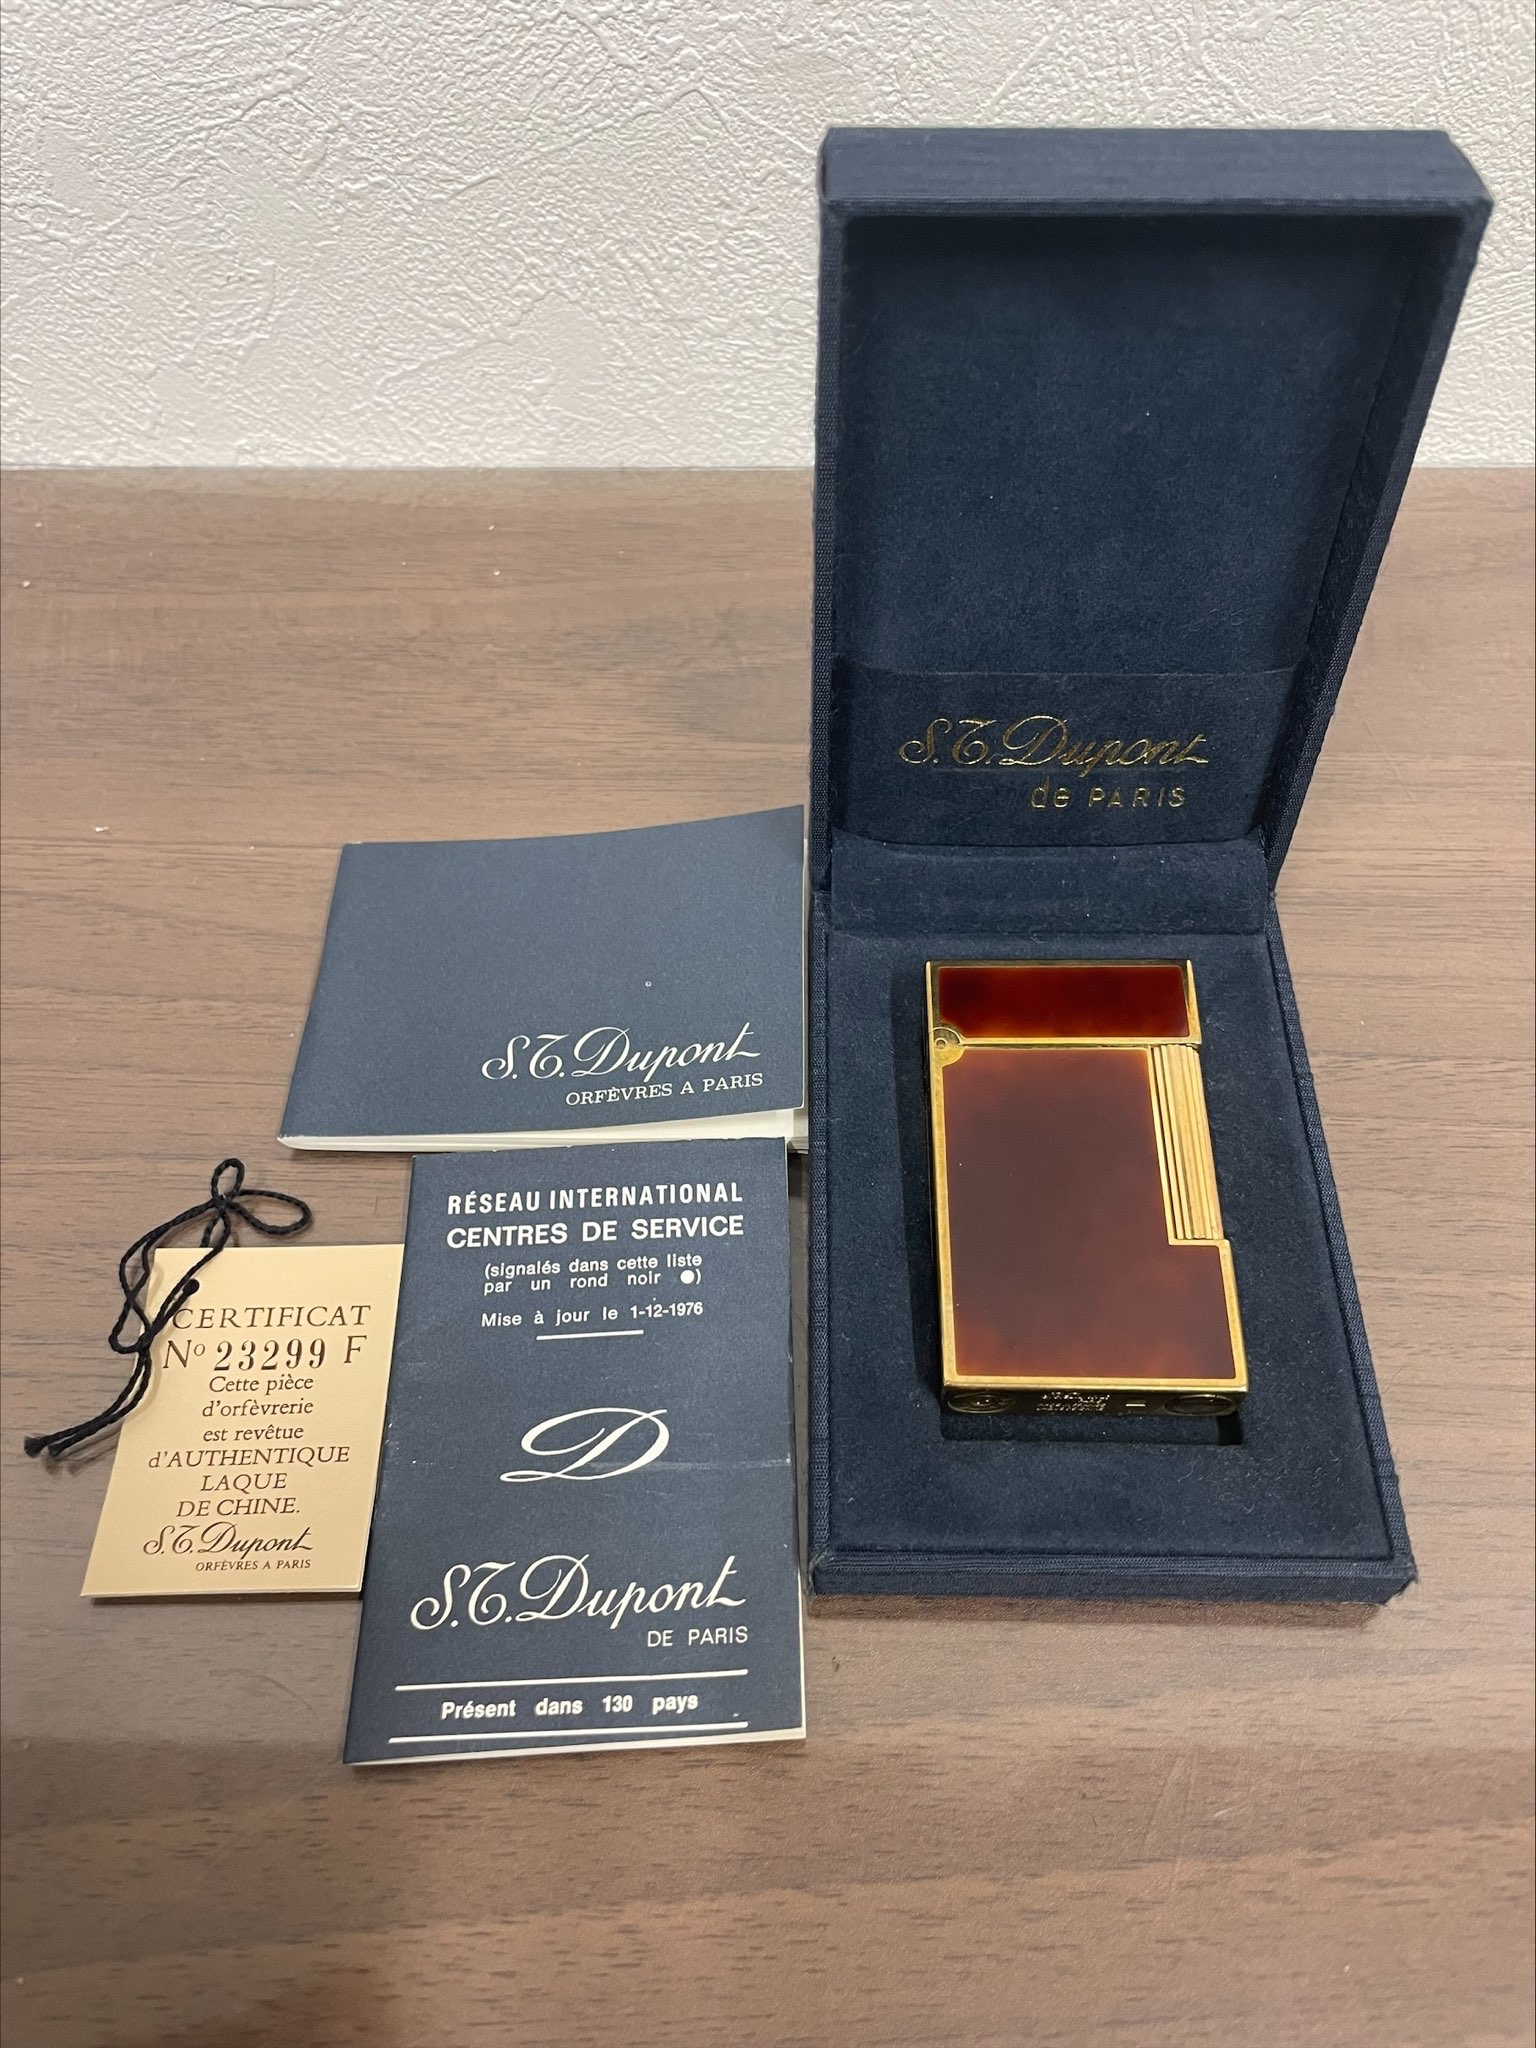 S.T. Dupont
de PARIS
S.T. Dupont
ORFÈVRES A PARIS
RÉSEAU INTERNATIONAL
CENTRES DE SERVICE
(signalés dans cette liste
par un rond noir ●)
Mise à jour le 1-12-1976
D
S.T. Dupont
DE PARIS
Présent dans 130 pays
CERTIFICAT
Nº 23299 F
Cette pièce
d'orfèvrerie
est revêtue
d'AUTHENTIQUE
LAQUE
DE CHINE.
S.T. Dupont
ORFÈVRES A PARIS